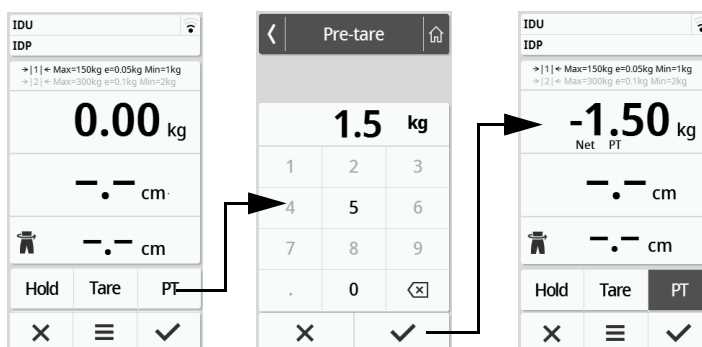 IDU
IDP
→|1|← Max=150kg e=0.05kg Min=1kg
→|2|← Max=300kg e=0.1kg Min=2kg
0.00 kg
–.– cm
–.– cm
Hold Tare PT
Pre-tare
1.5 kg
1 2 3
4 5 6
7 8 9
. 0
IDU
IDP
→|1|← Max=150kg e=0.05kg Min=1kg
→|2|← Max=300kg e=0.1kg Min=2kg
-1.50 kg
Net PT
–.– cm
–.– cm
Hold Tare PT